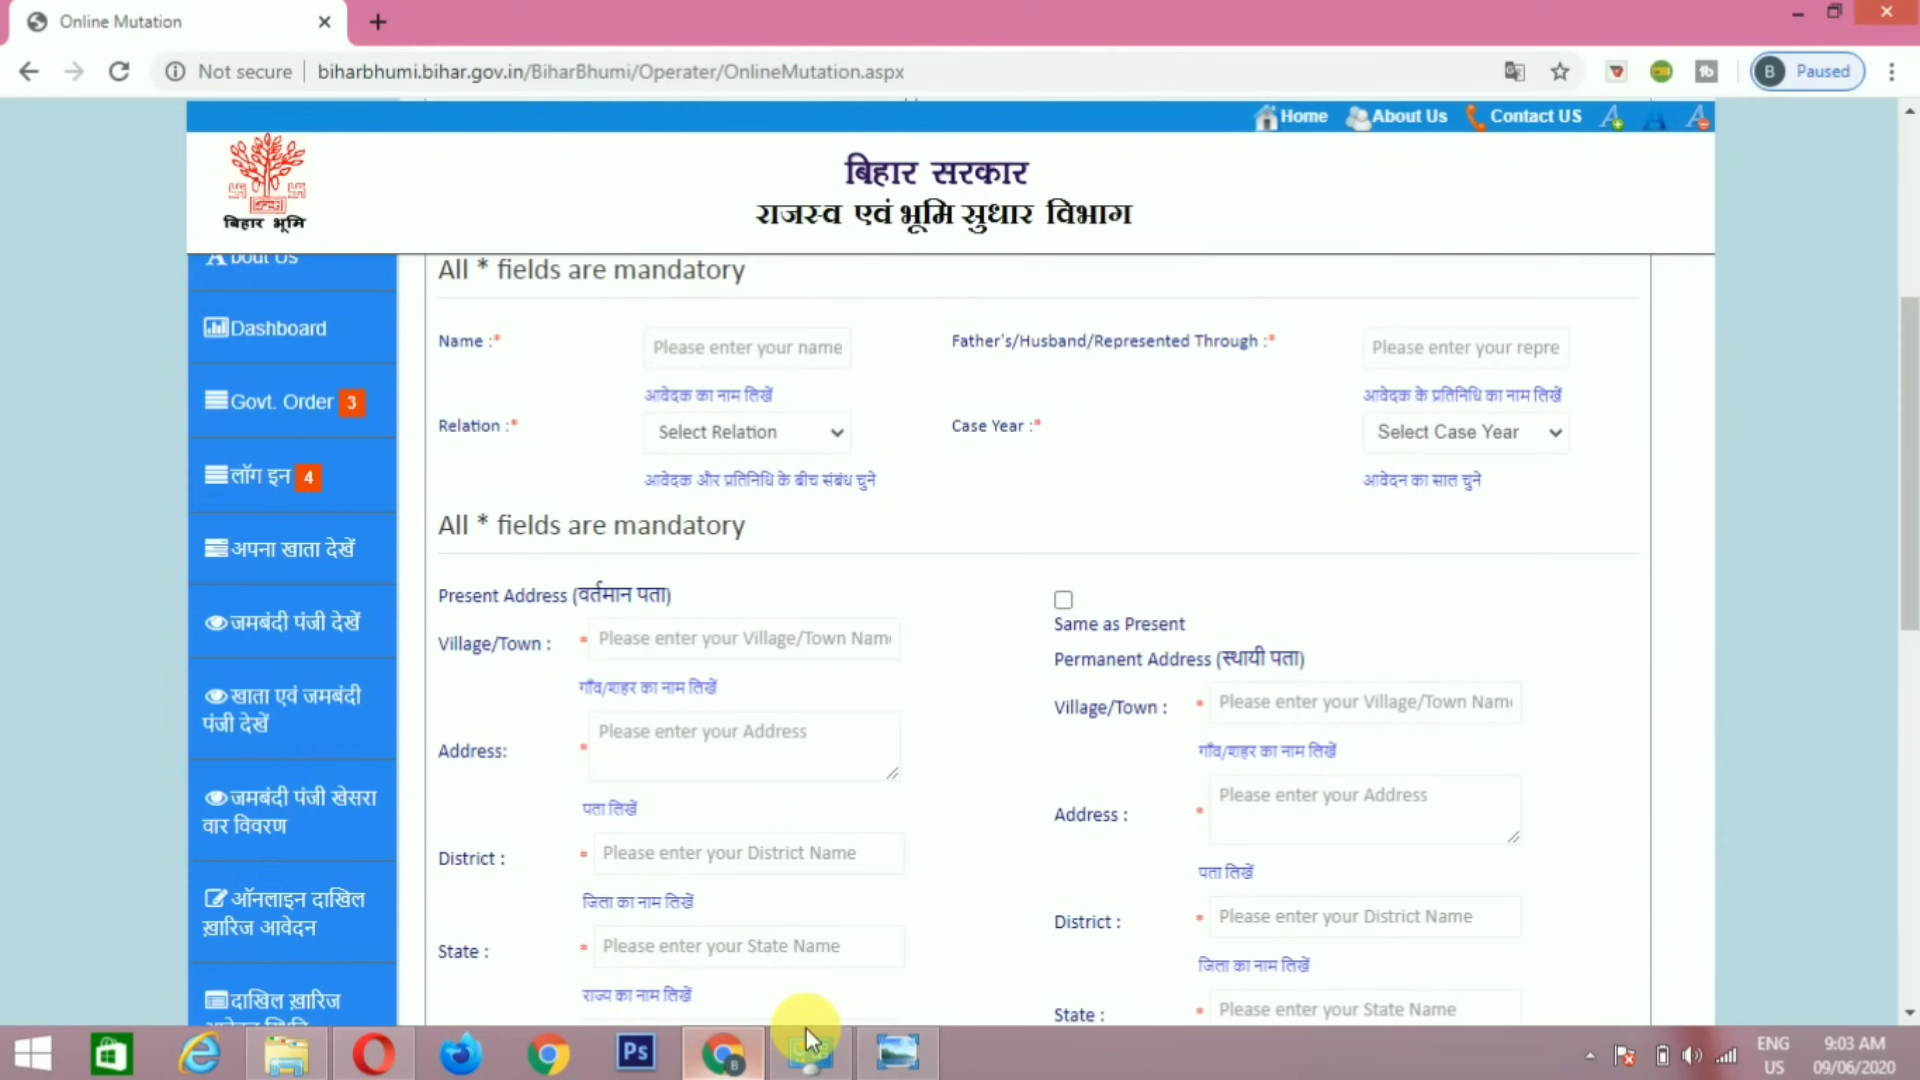 Online Mutation
Not secure
biharbhumi.bihar.gov.in/BiharBhumi/Operater/OnlineMutation.aspx
B Paused
Home About Us Contact US
बिहार भूमि
बिहार सरकार
राजस्व एवं भूमि सुधार विभाग
About Us
Dashboard
Govt. Order 3
लॉग इन 4
अपना खाता देखें
जमबंदी पंजी देखें
खाता एवं जमबंदी
पंजी देखें
जमबंदी पंजी खेसरा
वार विवरण
ऑनलाइन दाखिल
ख़ारिज आवेदन
दाखिल ख़ारिज
All * fields are mandatory
Name :* Please enter your name Father's/Husband/Represented Through :* Please enter your repre
आवेदक का नाम लिखें आवेदक के प्रतिनिधि का नाम लिखें
Relation :* Select Relation Case Year :* Select Case Year
आवेदक और प्रतिनिधि के बीच संबंध चुने आवेदन का साल चुने
All * fields are mandatory
Present Address (वर्तमान पता)
Village/Town : * Please enter your Village/Town Name
गाँव/शहर का नाम लिखें
Address: * Please enter your Address
पता लिखें
District : * Please enter your District Name
जिला का नाम लिखें
State : * Please enter your State Name
राज्य का नाम लिखें
Same as Present
Permanent Address (स्थायी पता)
Village/Town : * Please enter your Village/Town Name
गाँव/शहर का नाम लिखें
Address : * Please enter your Address
पता लिखें
District : * Please enter your District Name
जिला का नाम लिखें
State : * Please enter your State Name
Ps
B
ENG
US
9:03 AM
09/06/2020